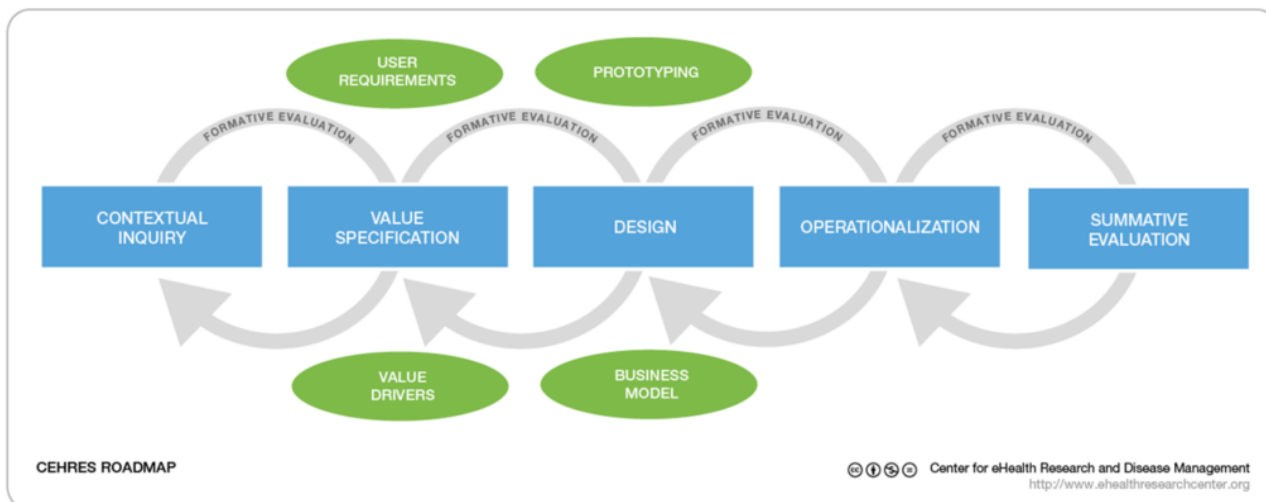 USER
REQUIREMENTS
PROTOTYPING
FORMATIVE EVALUATION
FORMATIVE EVALUATION
FORMATIVE EVALUATION
FORMATIVE EVALUATION
CONTEXTUAL
INQUIRY
VALUE
SPECIFICATION
DESIGN
OPERATIONALIZATION
SUMMATIVE
EVALUATION
VALUE
DRIVERS
BUSINESS
MODEL
CEHRES ROADMAP
Center for eHealth Research and Disease Management
http://www.ehealthresearchcenter.org